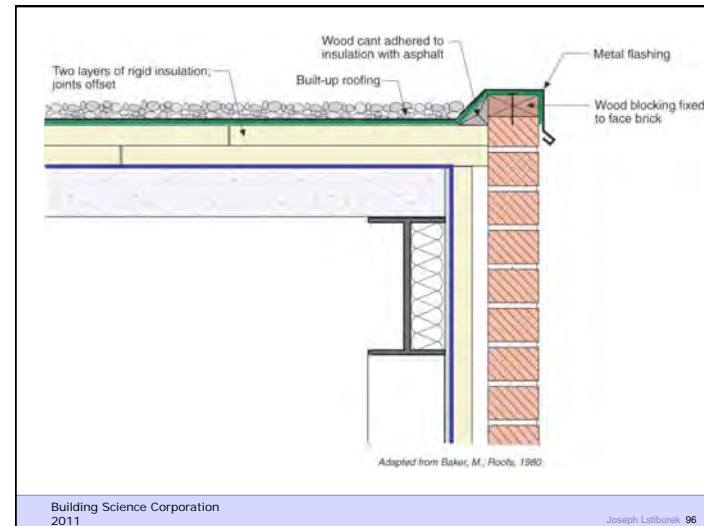 Wood cant adhered to
insulation with asphalt
Metal flashing
Two layers of rigid insulation;
joints offset
Built-up roofing
Wood blocking fixed
to face brick
Adapted from Baker, M., Roofs, 1980
Building Science Corporation
2011
Joseph Lstiburek 96